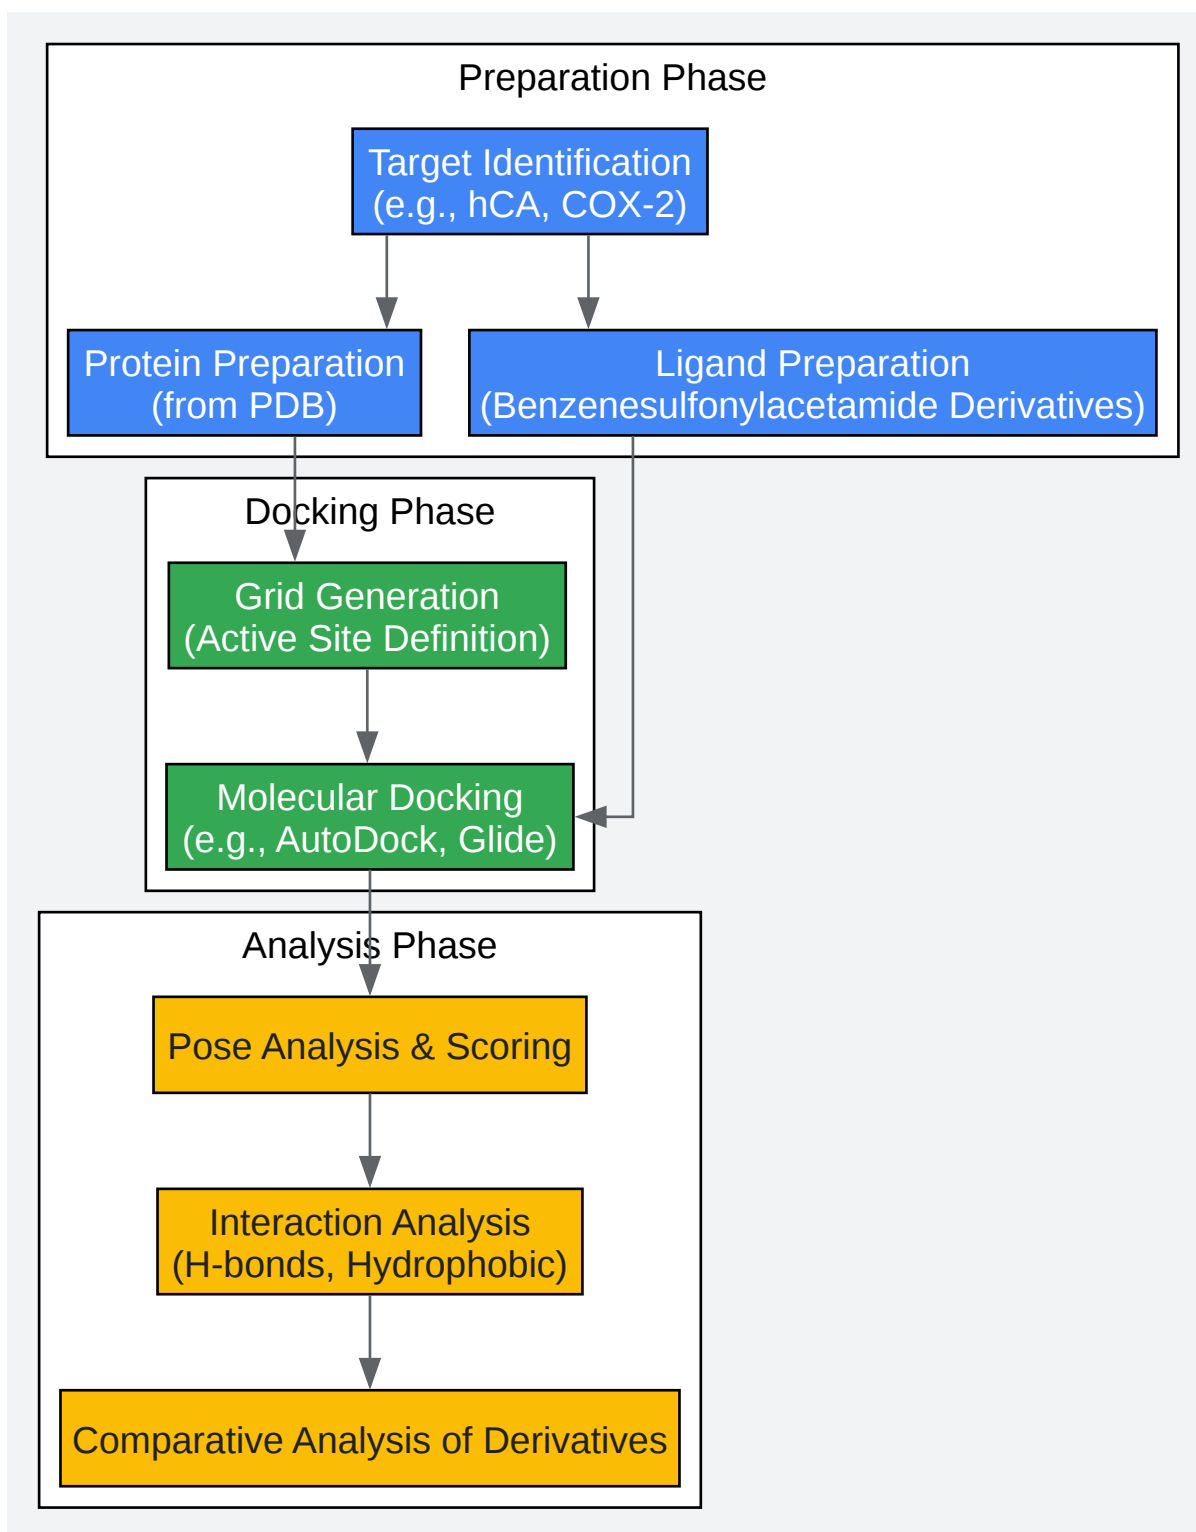 Preparation Phase
Target Identification
(e.g., hCA, COX-2)
Protein Preparation
(from PDB)
Ligand Preparation
(Benzenesulfonylacetamide Derivatives)
Docking Phase
Grid Generation
(Active Site Definition)
Molecular Docking
(e.g., AutoDock, Glide)
Analysis Phase
Pose Analysis & Scoring
Interaction Analysis
(H-bonds, Hydrophobic)
Comparative Analysis of Derivatives